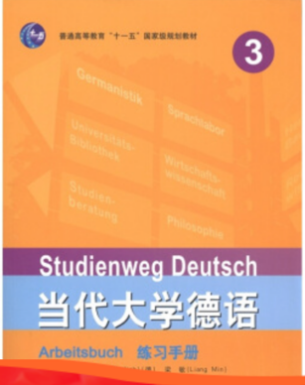 普通高等教育“十一五”国家级规划教材
3
Germanistik
Sprachlabor
Universitäts-
Bibliothek
Wirtschafts-
wissenschaft
Studien-
beratung
Philosophie
Studienweg Deutsch
当代大学德语
Arbeitsbuch 练习手册
梁 敏(Liang Min)